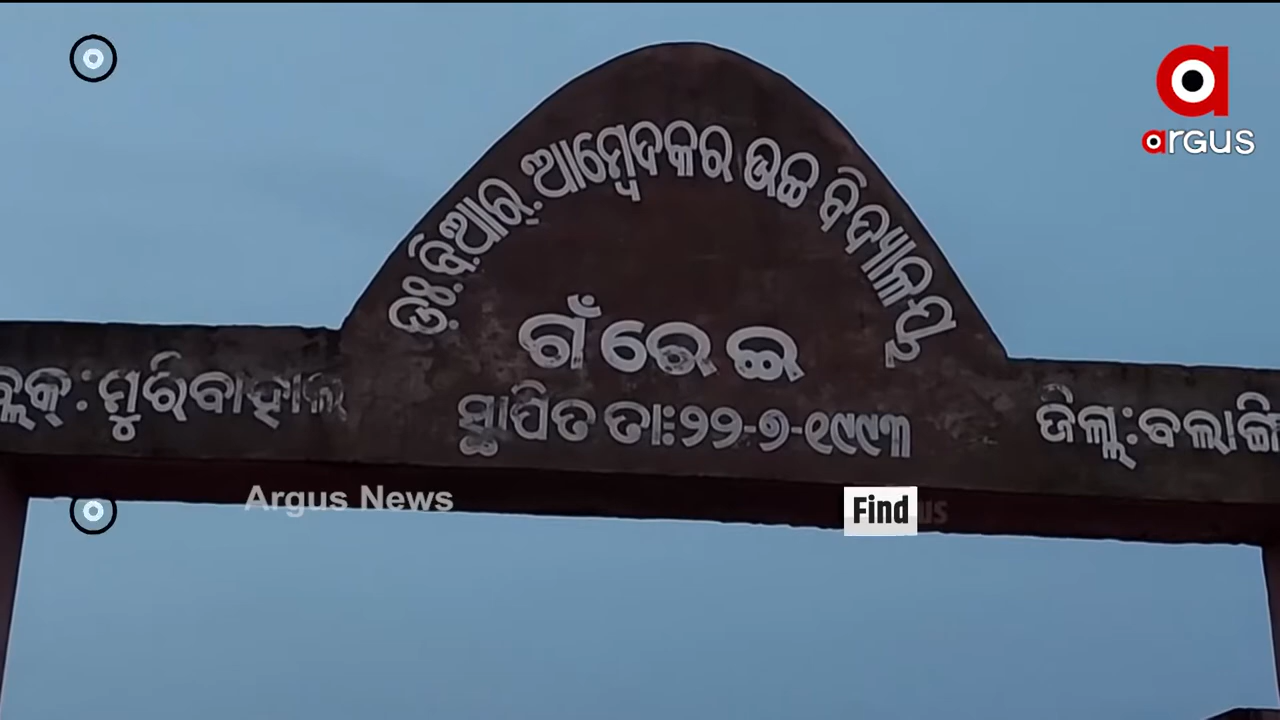 argus
ଡଃ.ବି.ଆର୍.ଆମ୍ବେଦକର ଉଚ୍ଚ ବିଦ୍ୟାଳୟ
ଗଁରେଇ
ବ୍ଲକ୍:ମୁରିବାହାଲ
ସ୍ଥାପିତ ତା:୨୨-୭-୧୯୯୩
ଜିଲ୍ଲା:ବଲାଙ୍ଗି
Argus News
Find